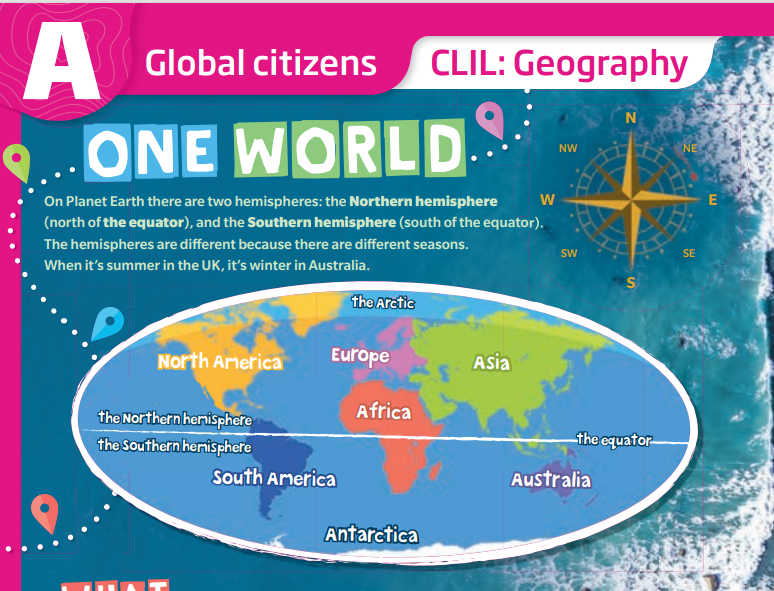 A
Global citizens
CLIL: Geography
ONE WORLD
On Planet Earth there are two hemispheres: the Northern hemisphere
(north of the equator), and the Southern hemisphere (south of the equator).
The hemispheres are different because there are different seasons.
When it's summer in the UK, it's winter in Australia.
N
NW
NE
W
E
SW
SE
S
the Arctic
North America
Europe
Asia
Africa
the Northern hemisphere
the equator
the Southern hemisphere
South America
Australia
Antarctica
WHAT